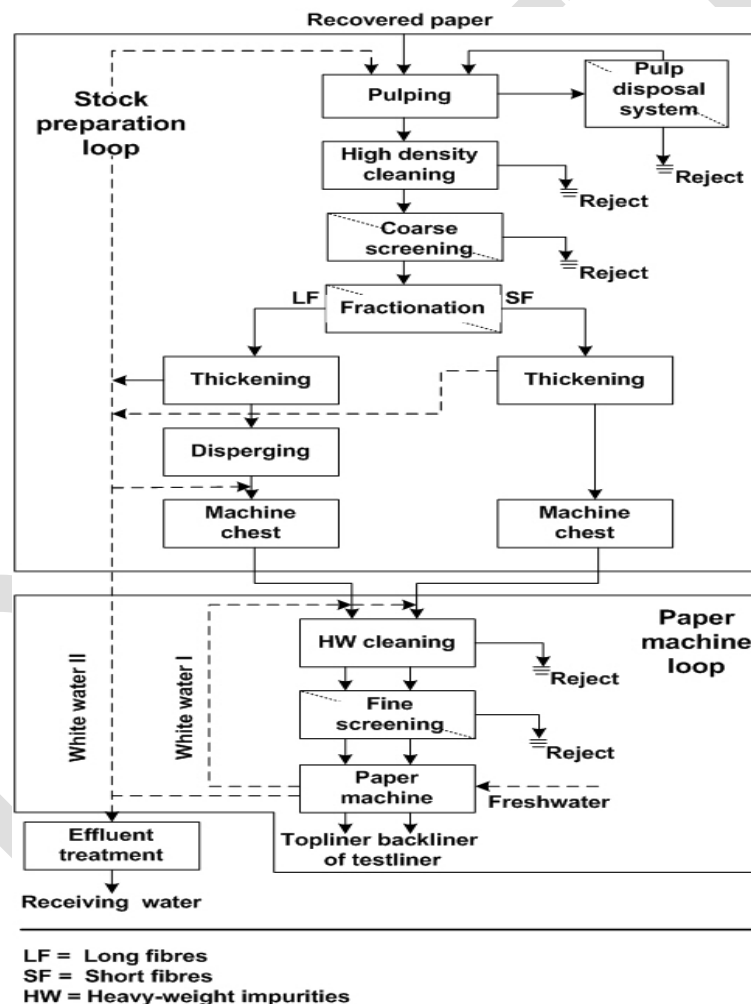 Recovered paper
Stock
preparation
loop
Pulping
Pulp
disposal
system
Reject
High density
cleaning
Reject
Coarse
screening
Reject
LF
Fractionation
SF
Thickening
Thickening
Disperging
Machine
chest
Machine
chest
Paper
machine
loop
White water II
White water I
HW cleaning
Reject
Fine
screening
Reject
Paper
machine
Freshwater
Topliner backliner
of testliner
Effluent
treatment
Receiving water
LF = Long fibres
SF = Short fibres
HW = Heavy-weight impurities